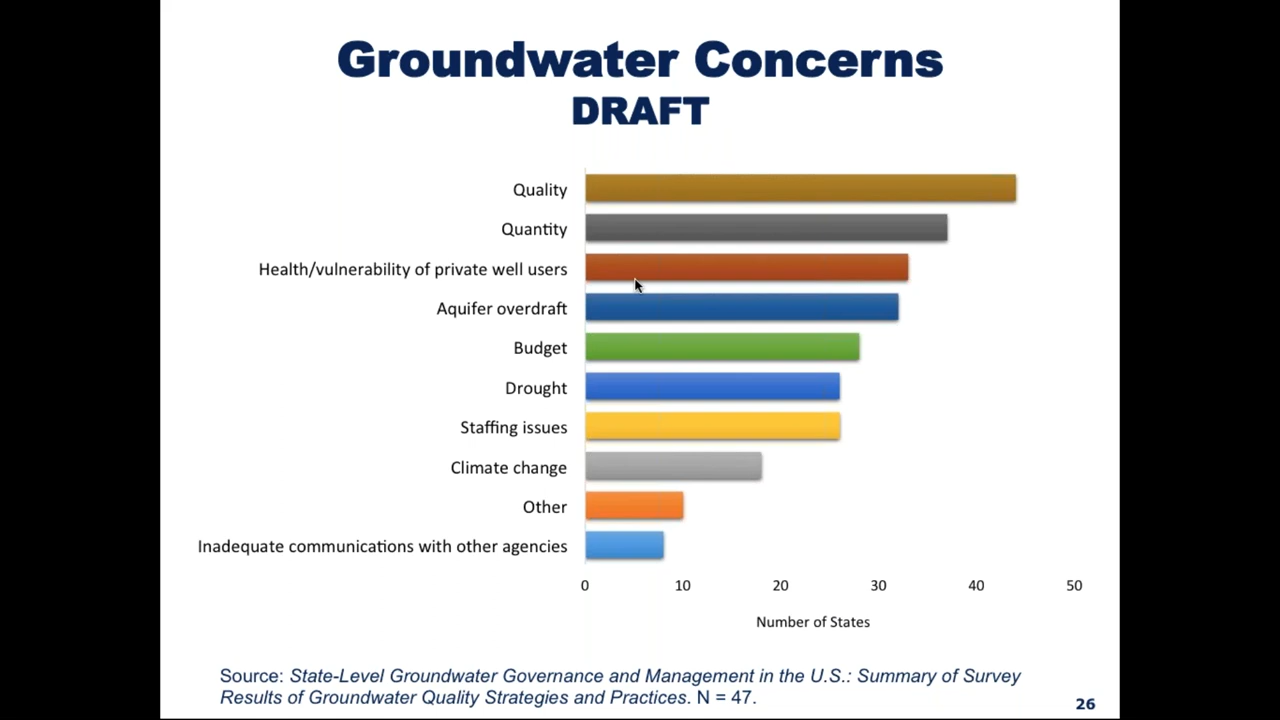 Groundwater Concerns
DRAFT
Quality
Quantity
Health/vulnerability of private well users
Aquifer overdraft
Budget
Drought
Staffing issues
Climate change
Other
Inadequate communications with other agencies
0 10 20 30 40 50
Number of States
Source: State-Level Groundwater Governance and Management in the U.S.: Summary of Survey
Results of Groundwater Quality Strategies and Practices. N = 47.
26